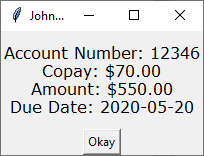 John...
Account Number: 12346
Copay: $70.00
Amount: $550.00
Due Date: 2020-05-20
Okay